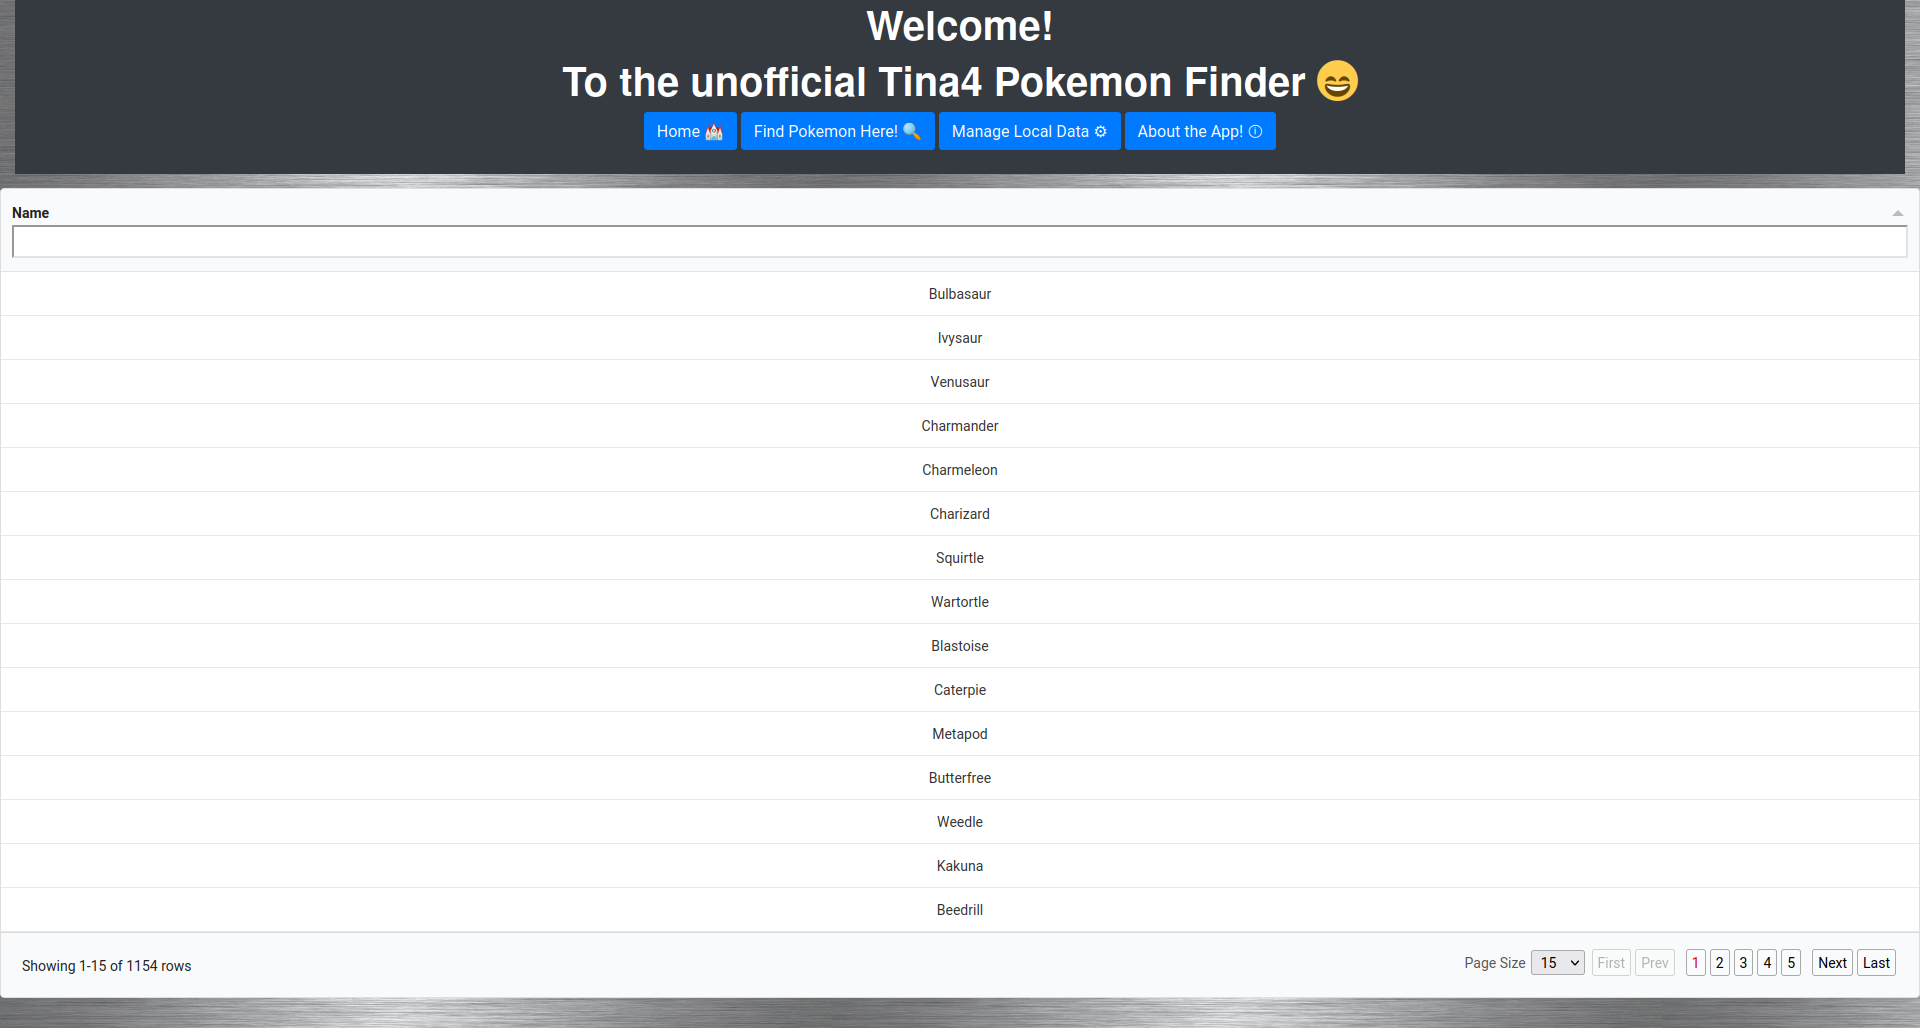 Welcome!
To the unofficial Tina4 Pokemon Finder 😄
Home 🏰 Find Pokemon Here! 🔍 Manage Local Data ⚙ About the App! ⓘ
Name
Bulbasaur
Ivysaur
Venusaur
Charmander
Charmeleon
Charizard
Squirtle
Wartortle
Blastoise
Caterpie
Metapod
Butterfree
Weedle
Kakuna
Beedrill
Showing 1-15 of 1154 rows Page Size 15 First Prev 1 2 3 4 5 Next Last